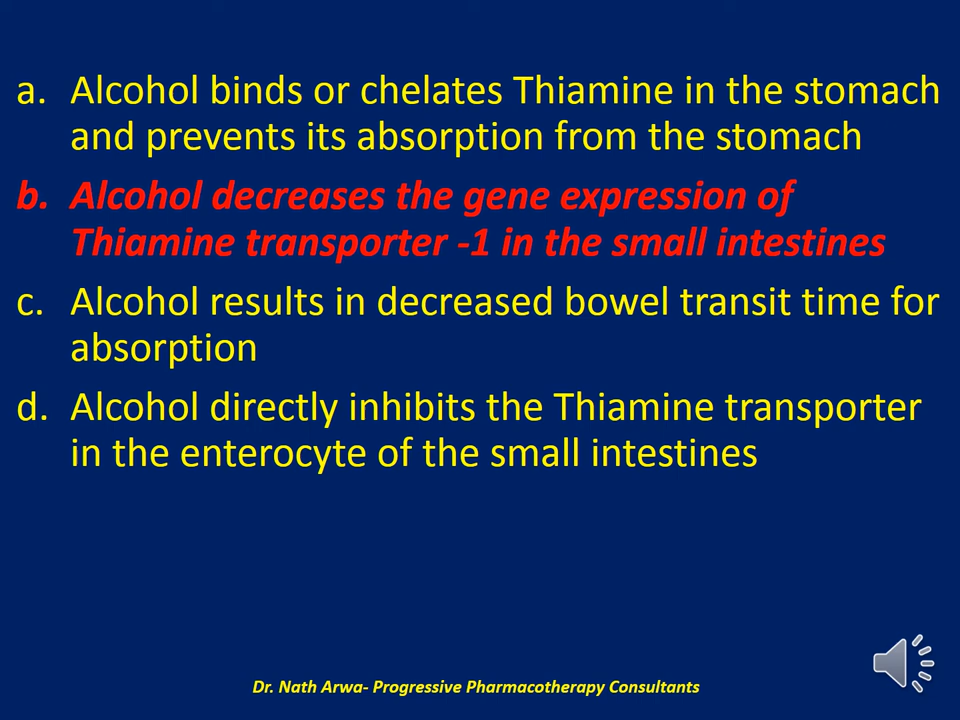 a. Alcohol binds or chelates Thiamine in the stomach
and prevents its absorption from the stomach
b. Alcohol decreases the gene expression of
Thiamine transporter -1 in the small intestines
c. Alcohol results in decreased bowel transit time for
absorption
d. Alcohol directly inhibits the Thiamine transporter
in the enterocyte of the small intestines
Dr. Nath Arwa- Progressive Pharmacotherapy Consultants